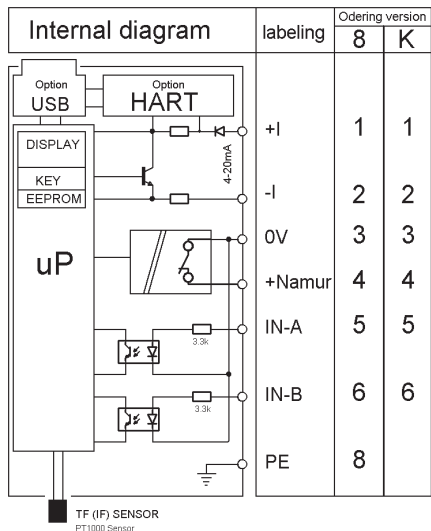 Internal diagram
labeling
Odering version
8 K
Option
USB
Option
HART
DISPLAY
KEY
EEPROM
uP
4-20mA
+I 1 1
-I 2 2
0V 3 3
+Namur 4 4
IN-A 5 5
3.3k
IN-B 6 6
3.3k
PE 8
TF (IF) SENSOR
PT1000 Sensor